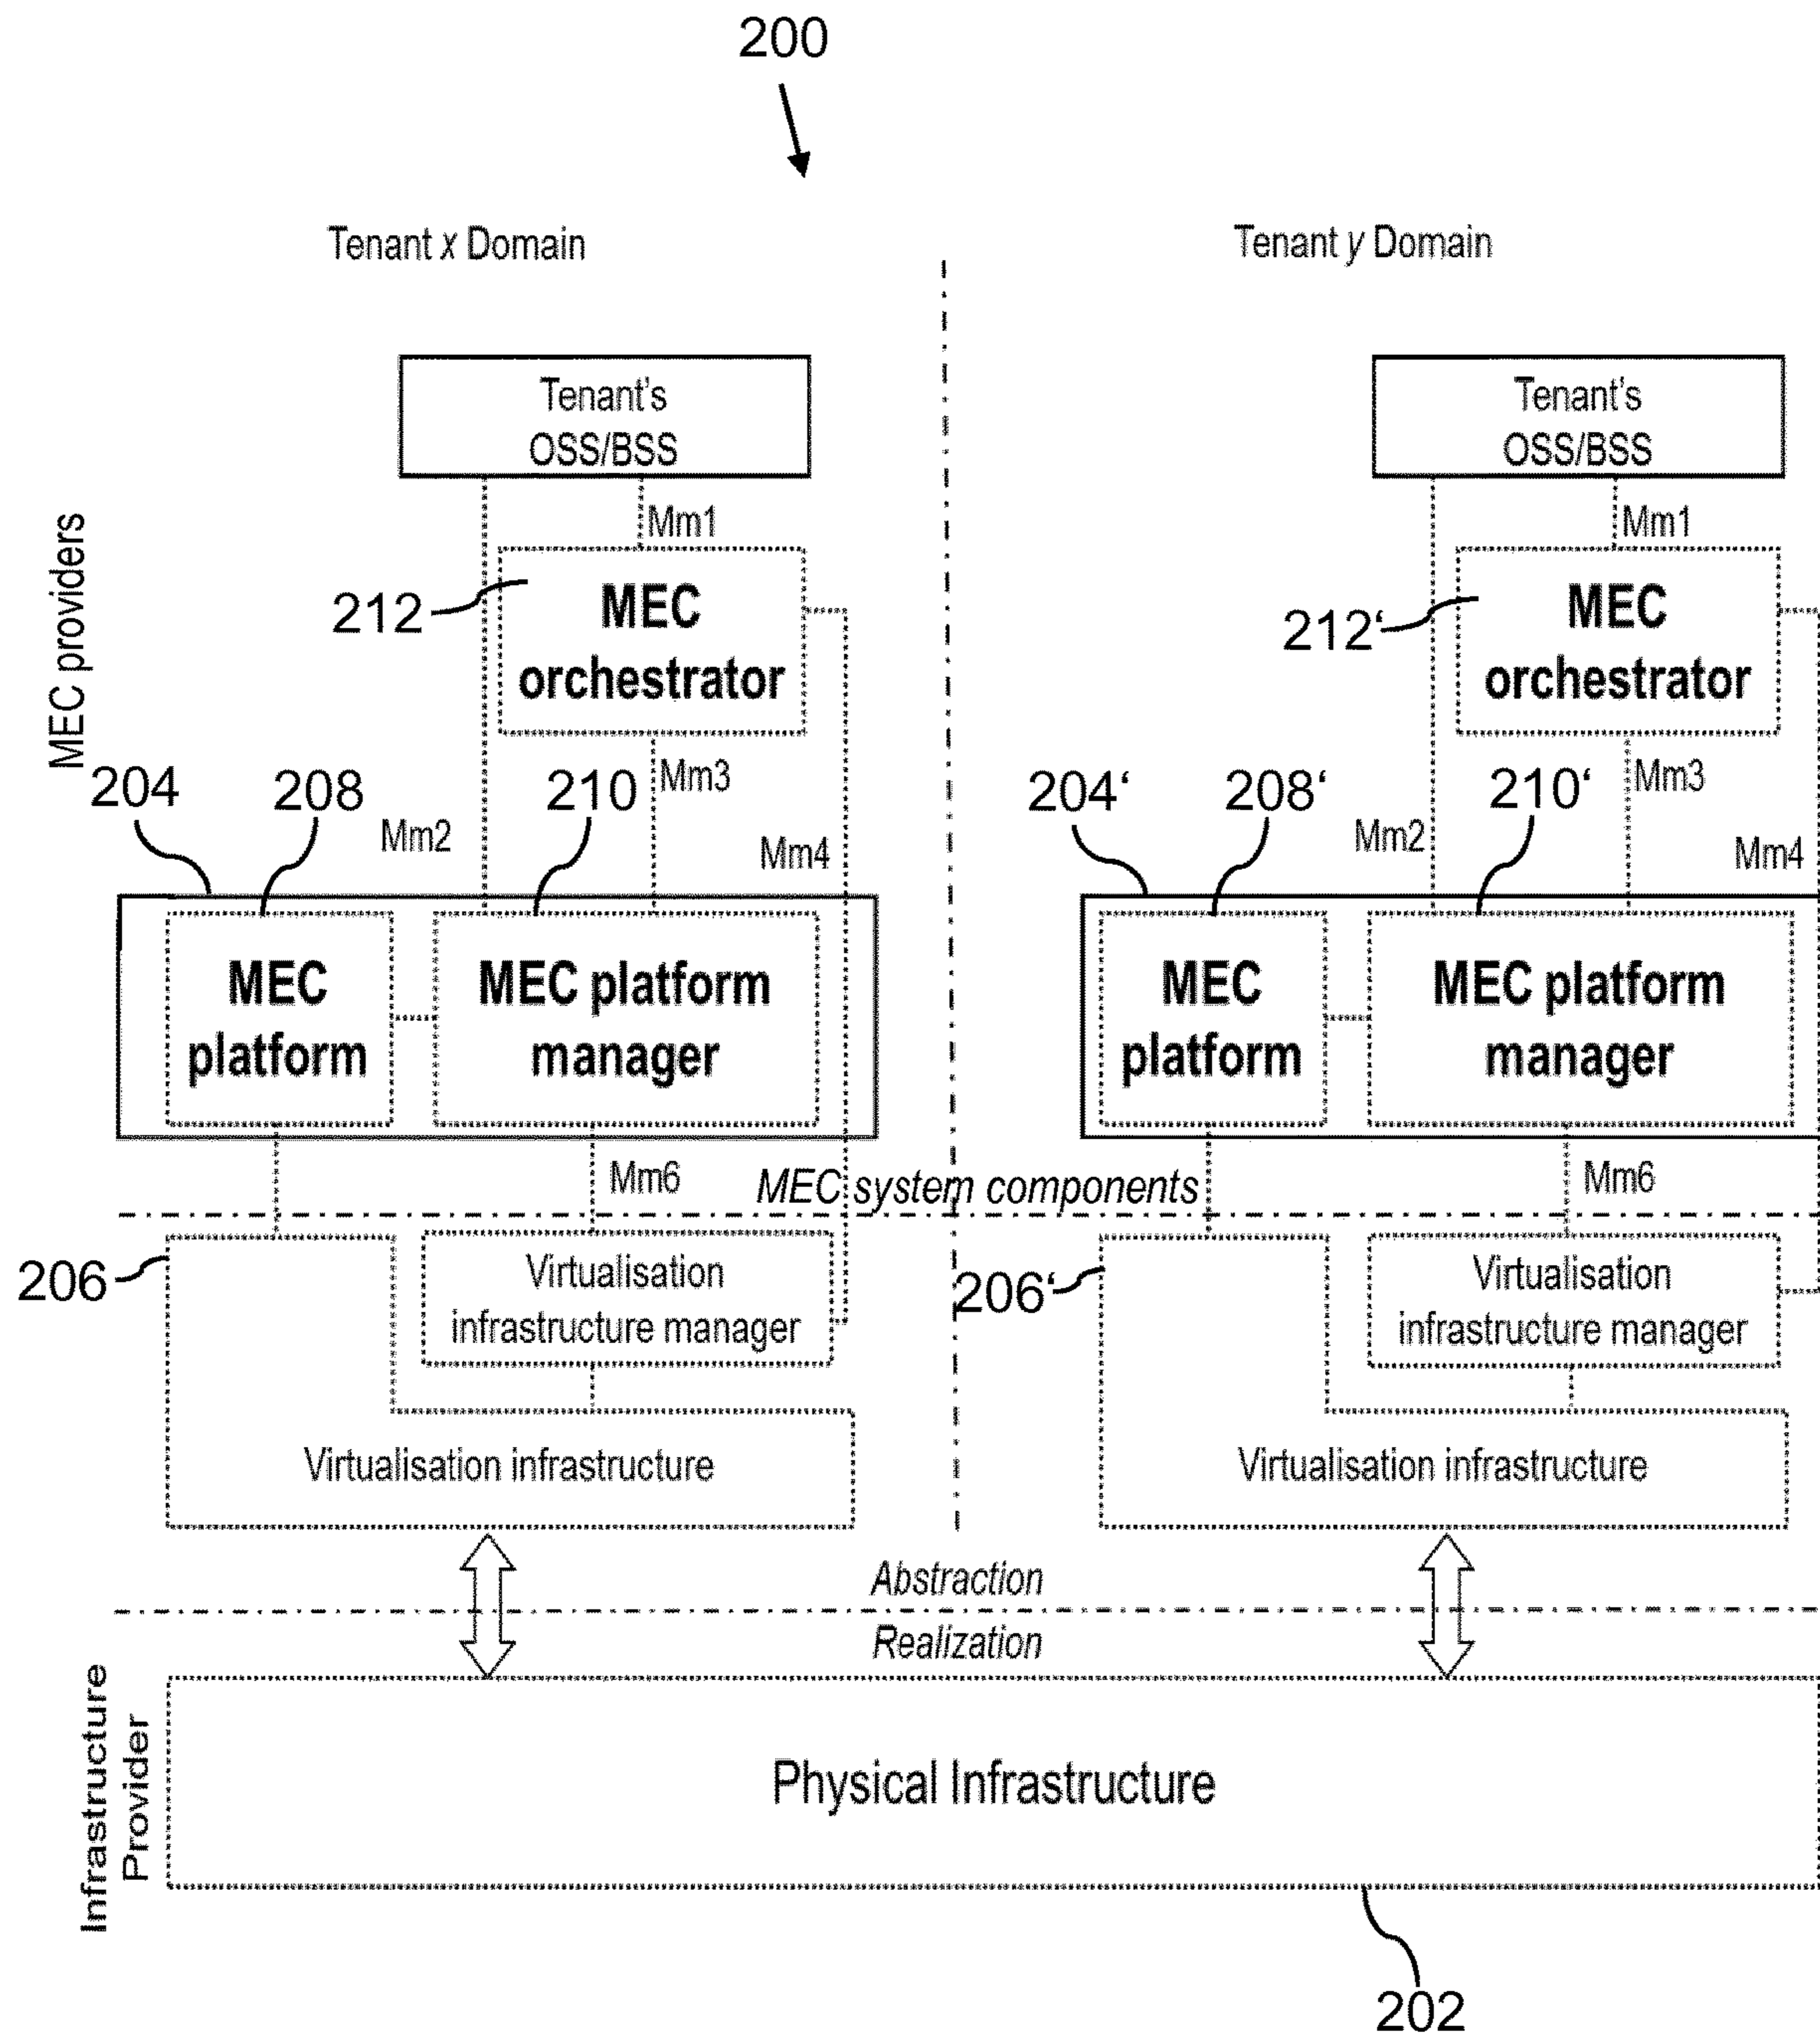 200
Tenant x Domain
Tenant y Domain
Tenant's
OSS/BSS
Tenant's
OSS/BSS
Mm1
Mm1
MEC providers
212
MEC
orchestrator
212‘
MEC
orchestrator
204
208
210
Mm3
204‘
208‘
210‘
Mm3
Mm2
Mm4
Mm2
Mm4
MEC
platform
MEC platform
manager
MEC
platform
MEC platform
manager
Mm6
MEC system components
Mm6
206
Virtualisation
infrastructure manager
206‘
Virtualisation
infrastructure manager
Virtualisation infrastructure
Virtualisation infrastructure
Abstraction
Realization
Infrastructure
Provider
Physical Infrastructure
202